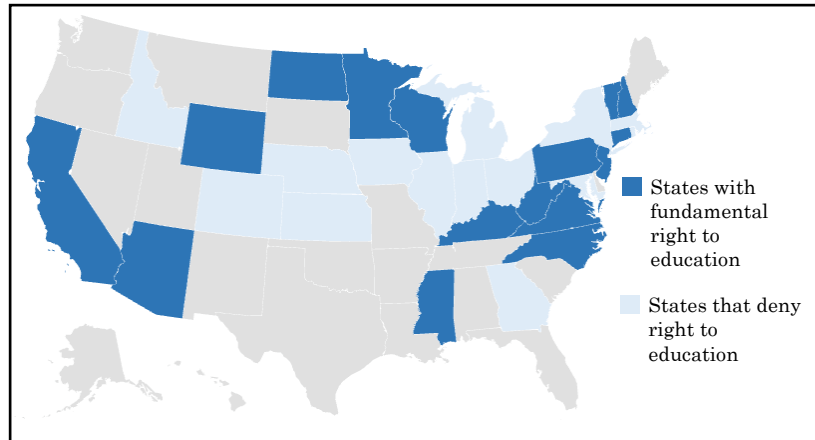 States with
fundamental
right to
education
States that deny
right to
education